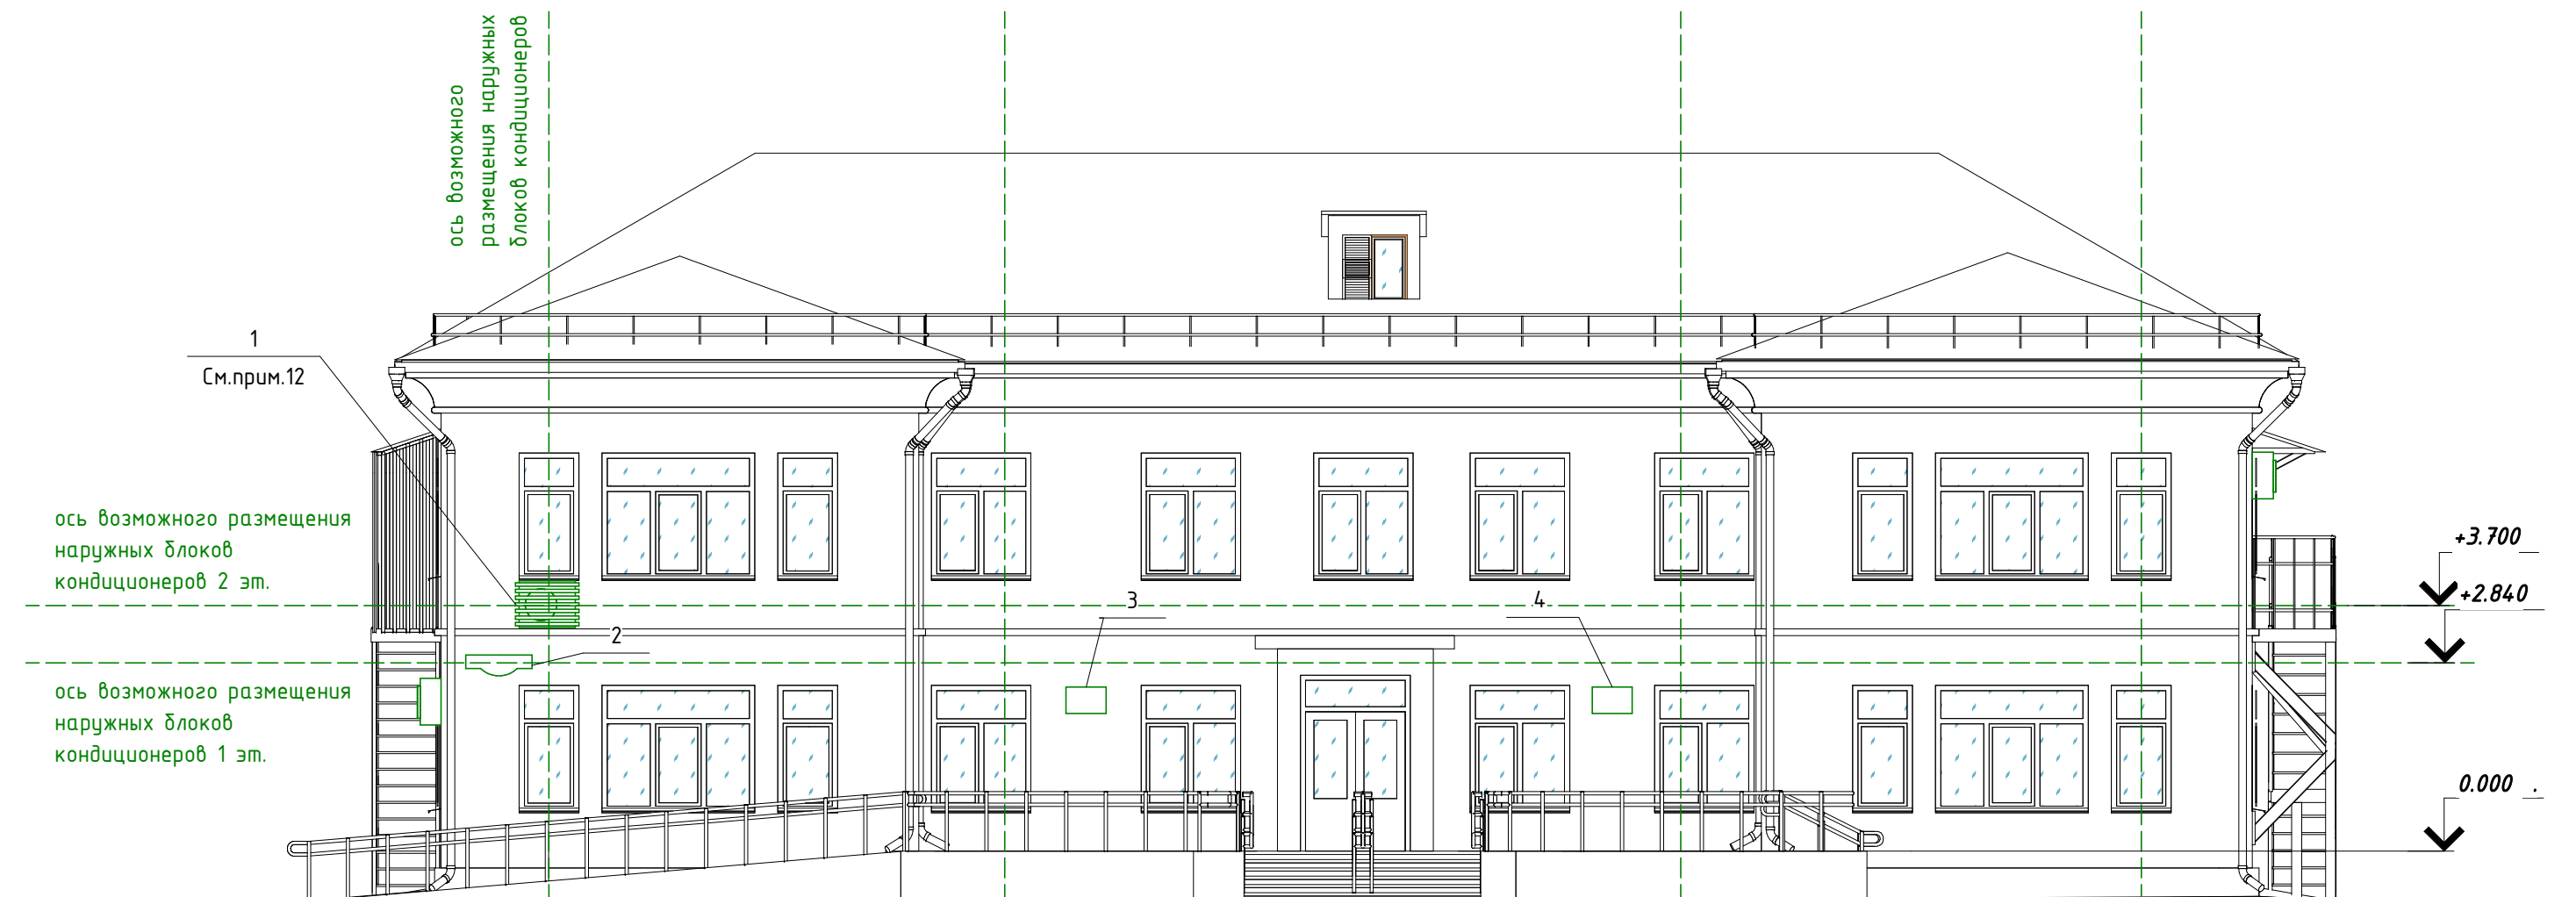 ось возможного
размещения наружных
блоков кондиционеров
1
См.прим.12
ось возможного размещения
наружных блоков
кондиционеров 2 эт.
+3.700
+2.840
3
4
2
ось возможного размещения
наружных блоков
кондиционеров 1 эт.
0.000 .